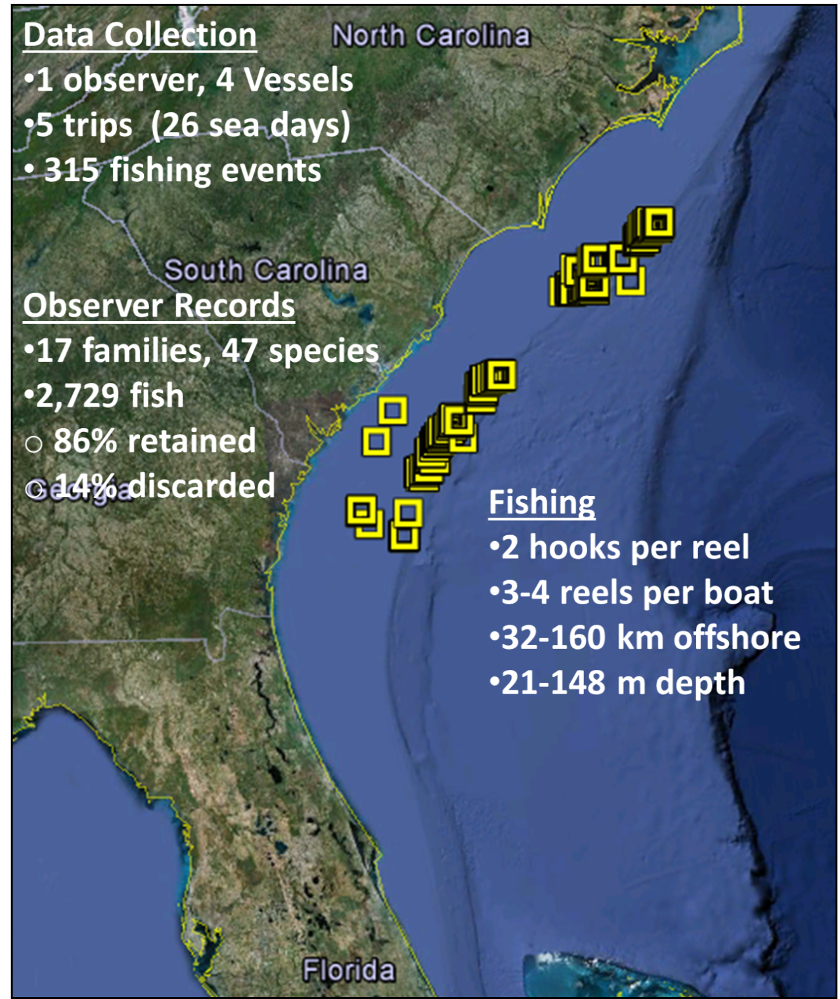 Data Collection
•1 observer, 4 Vessels
•5 trips (26 sea days)
• 315 fishing events
North Carolina
South Carolina
Observer Records
•17 families, 47 species
•2,729 fish
○ 86% retained
○ 14% discarded
Georgia
Fishing
•2 hooks per reel
•3-4 reels per boat
•32-160 km offshore
•21-148 m depth
Florida